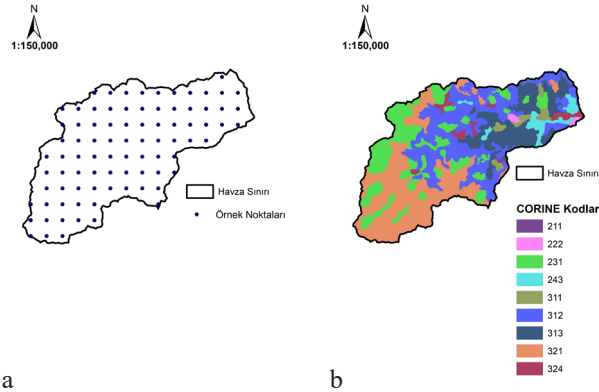 N
1:150,000
Havza Sınırı
Örnek Noktaları
a
N
1:150,000
Havza Sınırı
CORINE Kodlar
211
222
231
243
311
312
313
321
324
b